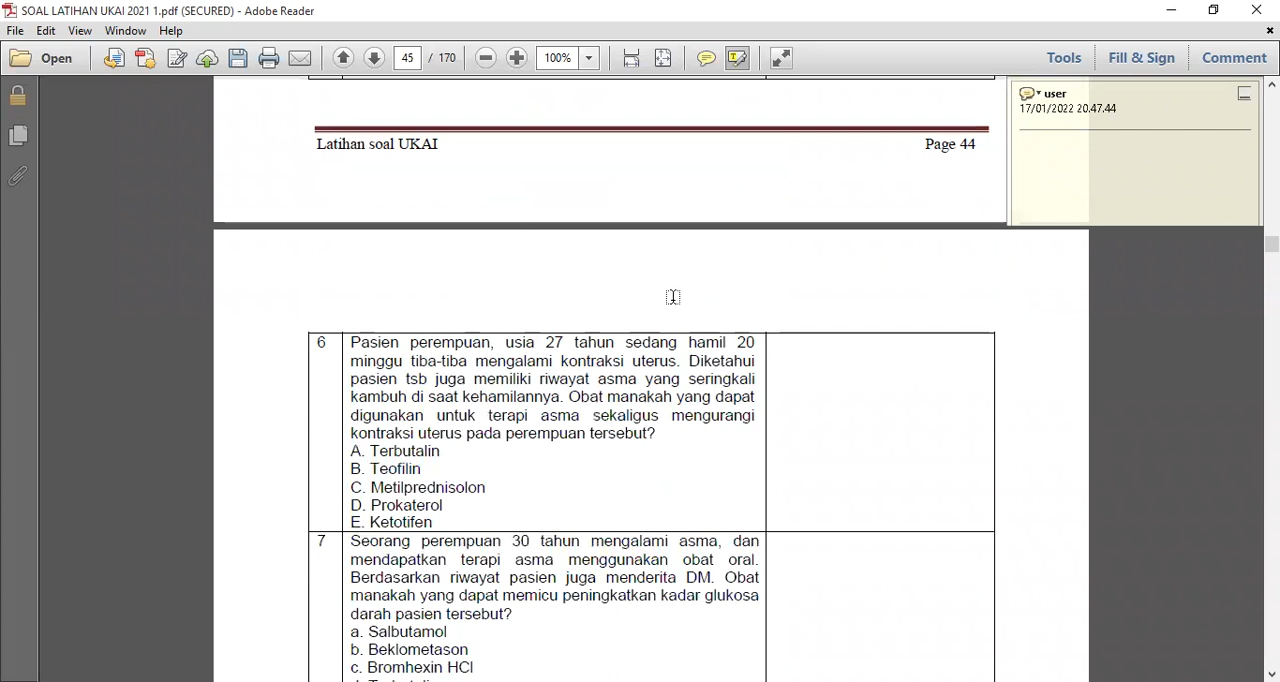 SOAL LATIHAN UKAI 2021 1.pdf (SECURED) - Adobe Reader
File Edit View Window Help
Open 45 / 170 100% Tools Fill & Sign Comment
user
17/01/2022 20.47.44
Latihan soal UKAI Page 44
6 Pasien perempuan, usia 27 tahun sedang hamil 20
minggu tiba-tiba mengalami kontraksi uterus. Diketahui
pasien tsb juga memiliki riwayat asma yang seringkali
kambuh di saat kehamilannya. Obat manakah yang dapat
digunakan untuk terapi asma sekaligus mengurangi
kontraksi uterus pada perempuan tersebut?
A. Terbutalin
B. Teofilin
C. Metilprednisolon
D. Prokaterol
E. Ketotifen
7 Seorang perempuan 30 tahun mengalami asma, dan
mendapatkan terapi asma menggunakan obat oral.
Berdasarkan riwayat pasien juga menderita DM. Obat
manakah yang dapat memicu peningkatkan kadar glukosa
darah pasien tersebut?
a. Salbutamol
b. Beklometason
c. Bromhexin HCl